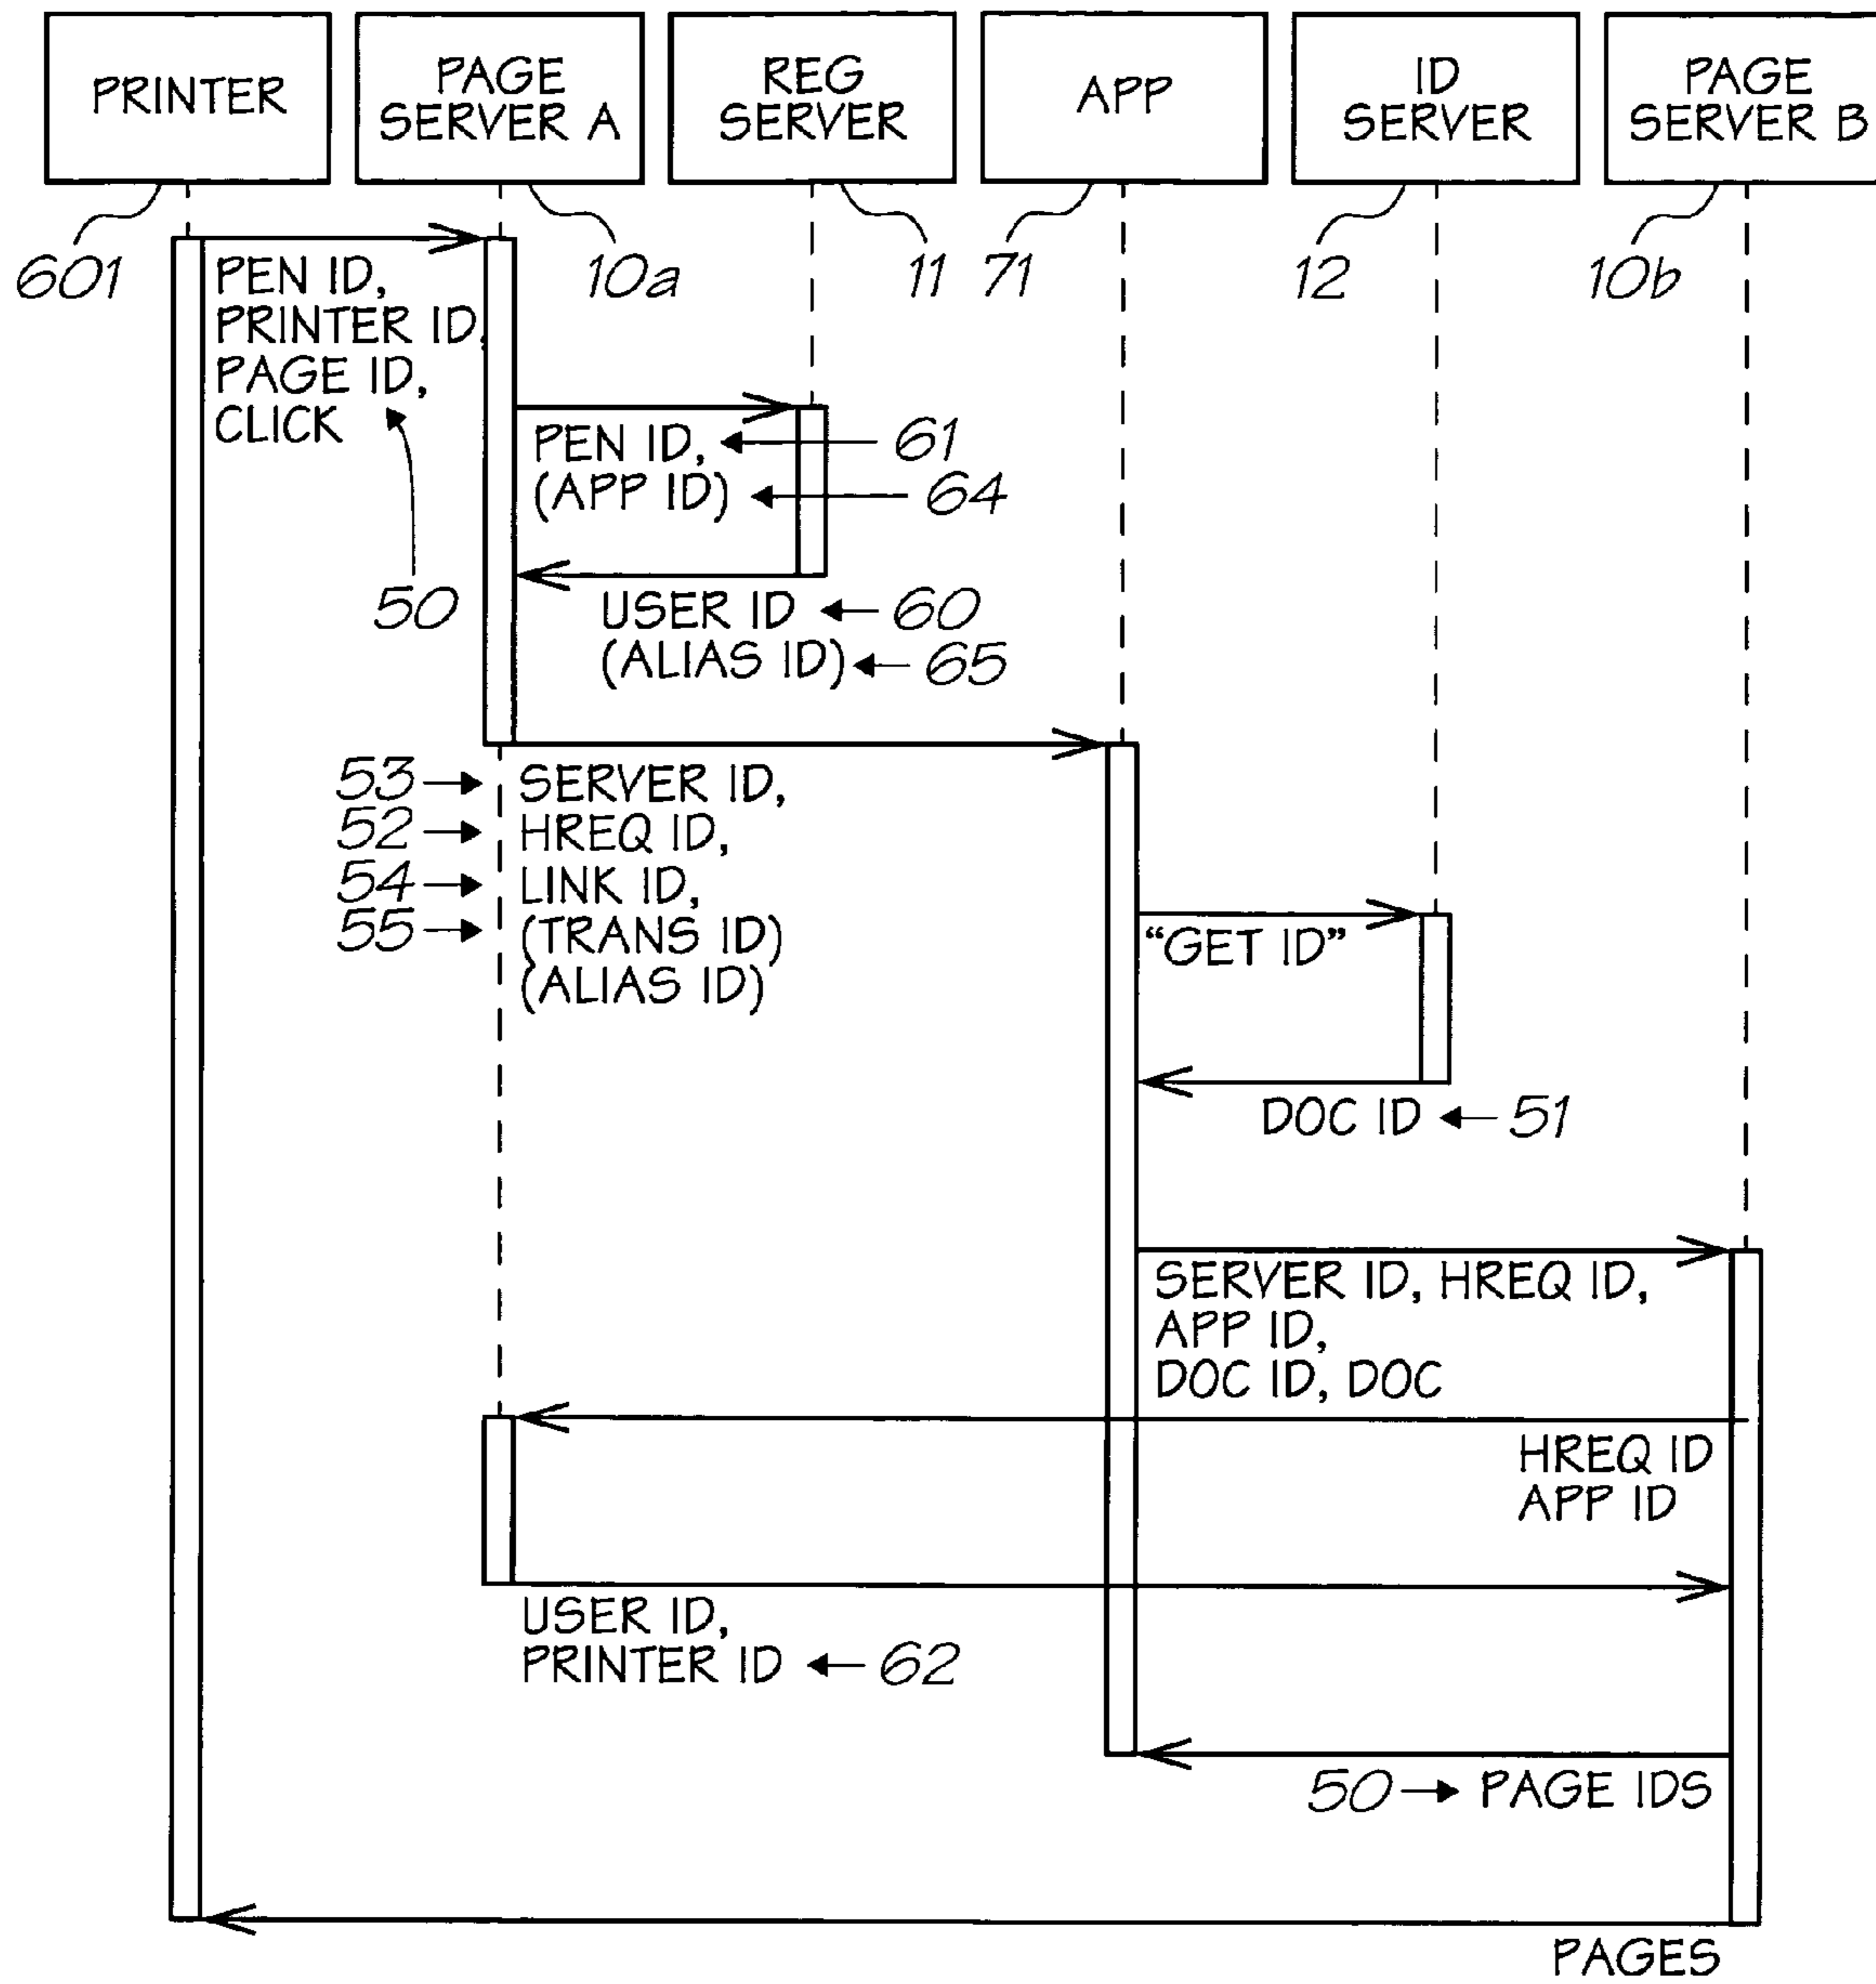 PRINTER
PAGE
SERVER A
REG
SERVER
APP
ID
SERVER
PAGE
SERVER B
601
10a
11
71
12
10b
PEN ID,
PRINTER ID,
PAGE ID,
CLICK
50
PEN ID, 61
(APP ID) 64
USER ID 60
(ALIAS ID) 65
53 SERVER ID,
52 HREQ ID,
54 LINK ID,
55 (TRANS ID)
(ALIAS ID)
“GET ID”
DOC ID 51
SERVER ID, HREQ ID,
APP ID,
DOC ID, DOC
HREQ ID
APP ID
USER ID,
PRINTER ID 62
50 PAGE IDS
PAGES